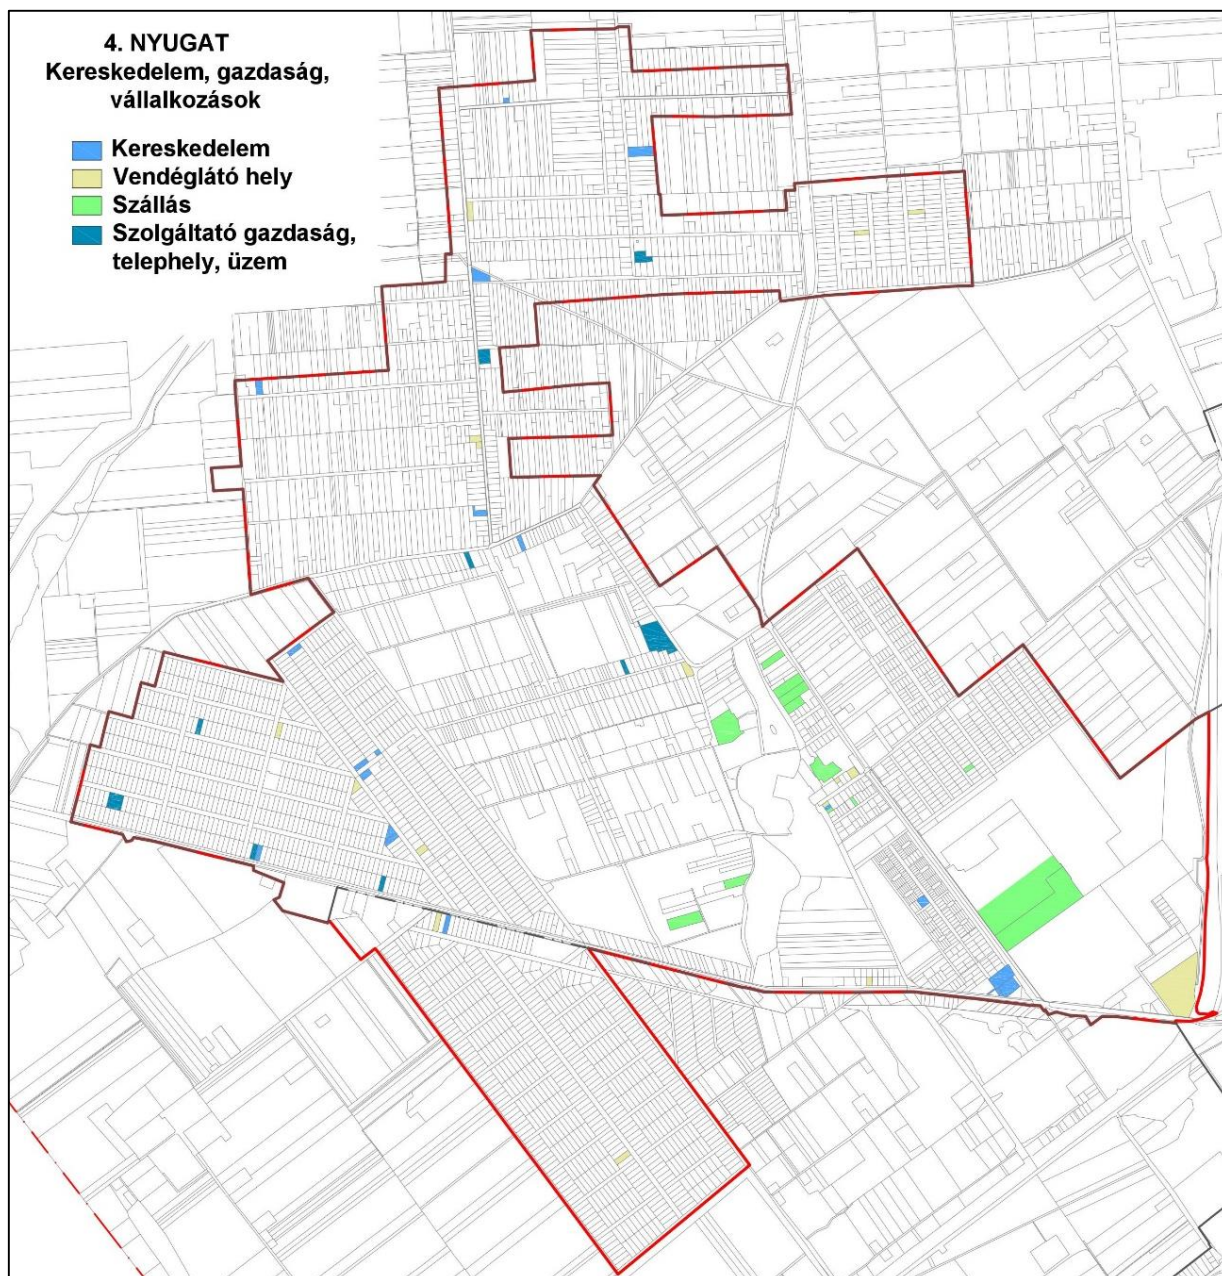 4. NYUGAT
Kereskedelem, gazdaság,
vállalkozások
Kereskedelem
Vendéglátó hely
Szállás
Szolgáltató gazdaság,
telephely, üzem